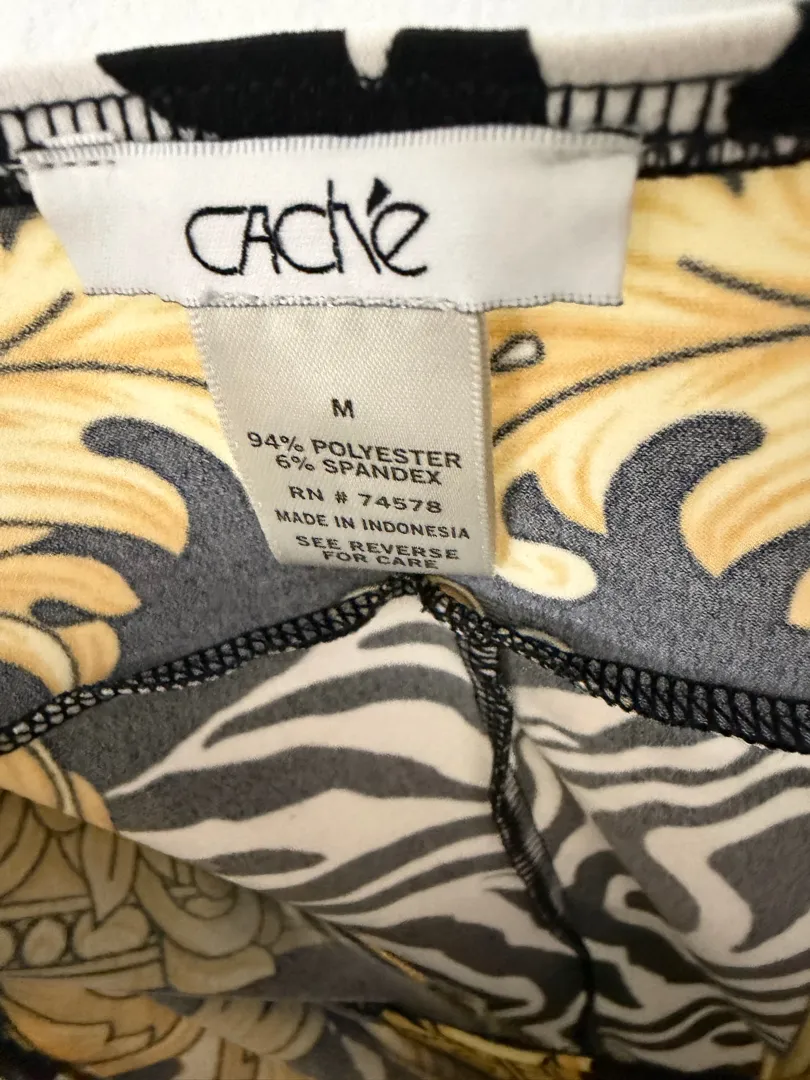 CACHé
M
94% POLYESTER
6% SPANDEX
RN # 74578
MADE IN INDONESIA
SEE REVERSE
FOR CARE